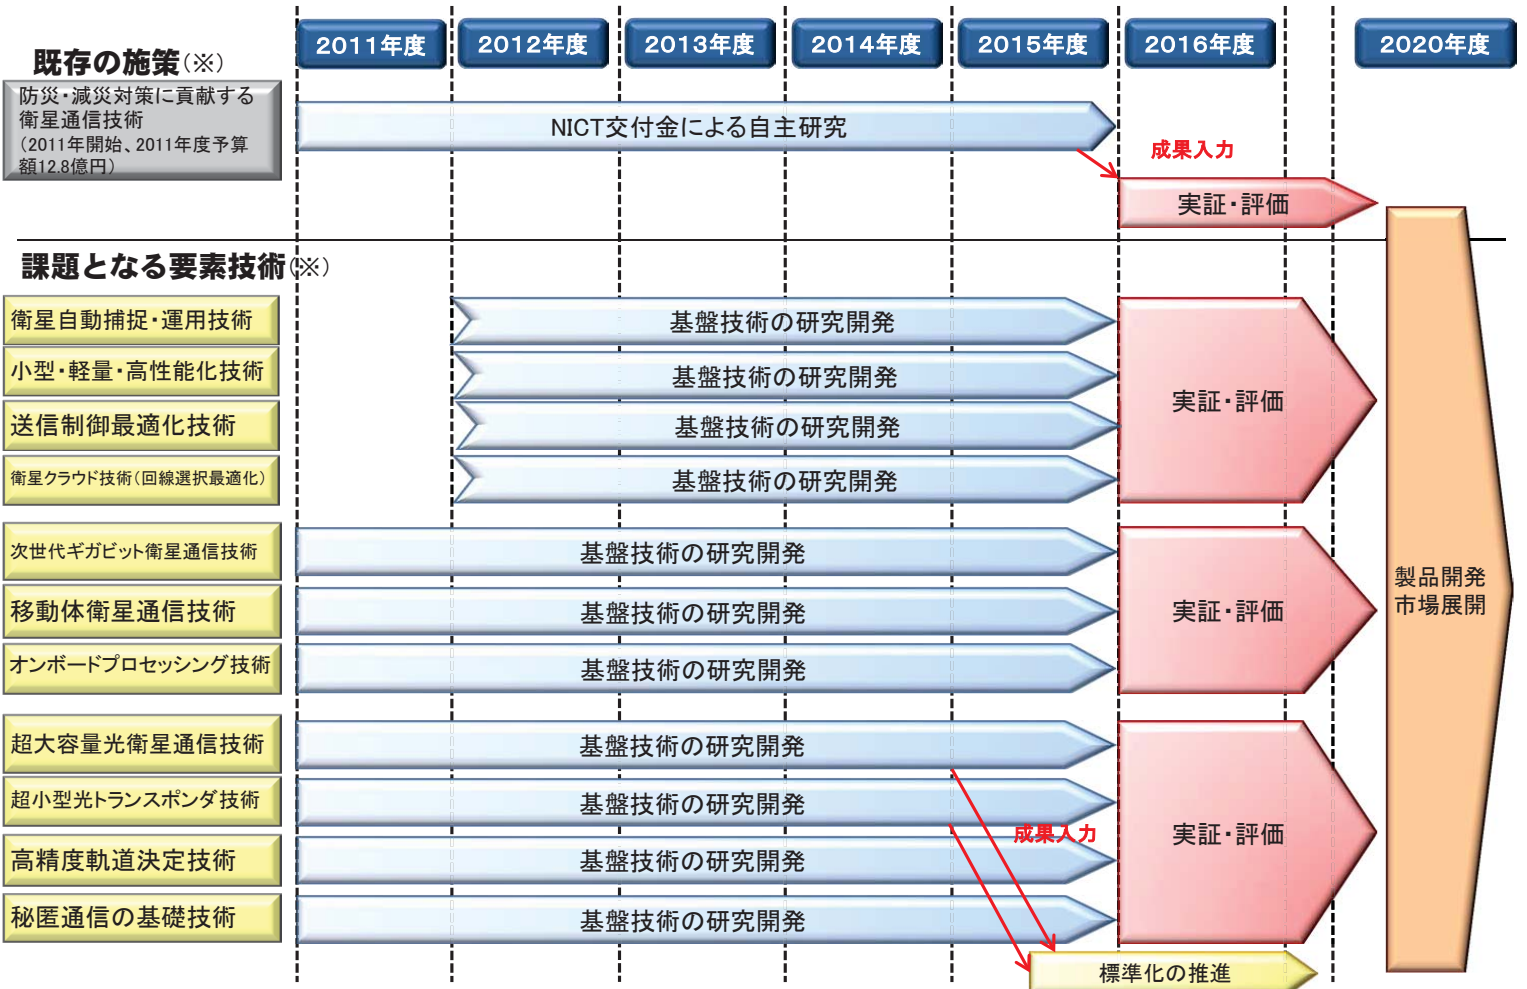 2011年度
2012年度
2013年度
2014年度
2015年度
2016年度
2020年度
既存の施策(※)
防災・減災対策に貢献する
衛星通信技術
(2011年開始、2011年度予算
額12.8億円)
NICT交付金による自主研究
成果入力
実証・評価
課題となる要素技術(※)
衛星自動捕捉・運用技術
基盤技術の研究開発
小型・軽量・高性能化技術
基盤技術の研究開発
送信制御最適化技術
基盤技術の研究開発
衛星クラウド技術(回線選択最適化)
基盤技術の研究開発
実証・評価
次世代ギガビット衛星通信技術
基盤技術の研究開発
移動体衛星通信技術
基盤技術の研究開発
オンボードプロセッシング技術
基盤技術の研究開発
実証・評価
製品開発
市場展開
超大容量光衛星通信技術
基盤技術の研究開発
超小型光トランスポンダ技術
基盤技術の研究開発
成果入力
高精度軌道決定技術
基盤技術の研究開発
秘匿通信の基礎技術
基盤技術の研究開発
実証・評価
標準化の推進